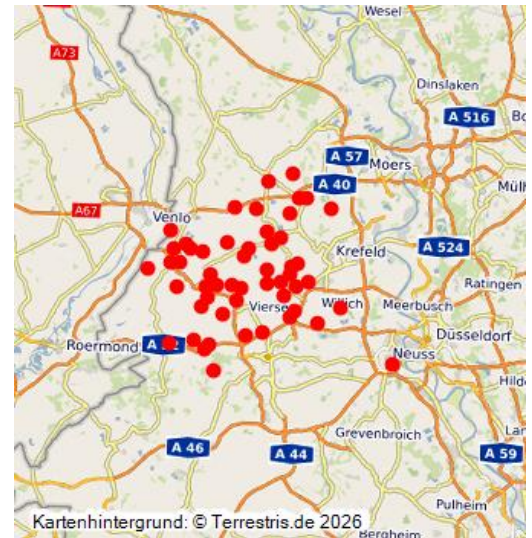 Wesel
A73
Dinslaken
A 516
A 57
Moers
A 40
A67
Venlo
A 524
Krefeld
Ratingen
Viersen
Willich
Meerbusch
Düsseldorf
Roermond
Neuss
Grevenbroich
A 46
A 44
A 59
Pulheim
Bergheim
Kartenhintergrund: © Terrestris.de 2026